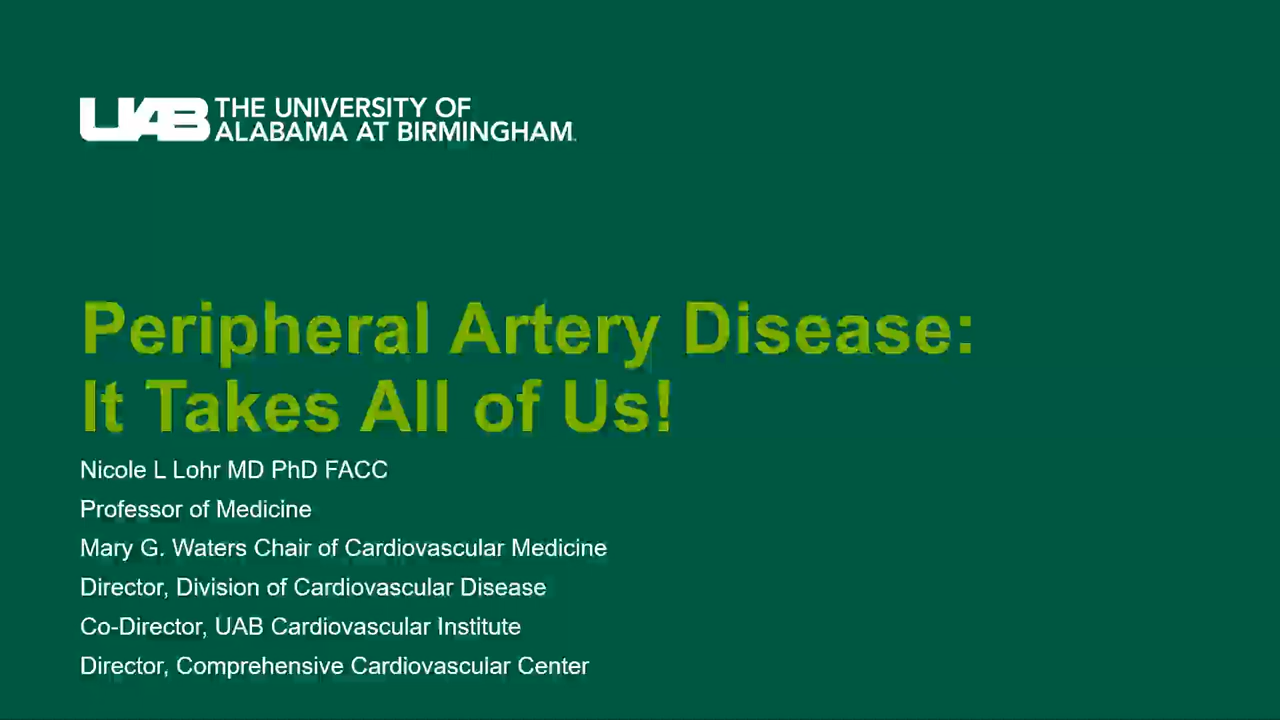 UAB THE UNIVERSITY OF
ALABAMA AT BIRMINGHAM.
Peripheral Artery Disease:
It Takes All of Us!
Nicole L Lohr MD PhD FACC
Professor of Medicine
Mary G. Waters Chair of Cardiovascular Medicine
Director, Division of Cardiovascular Disease
Co-Director, UAB Cardiovascular Institute
Director, Comprehensive Cardiovascular Center